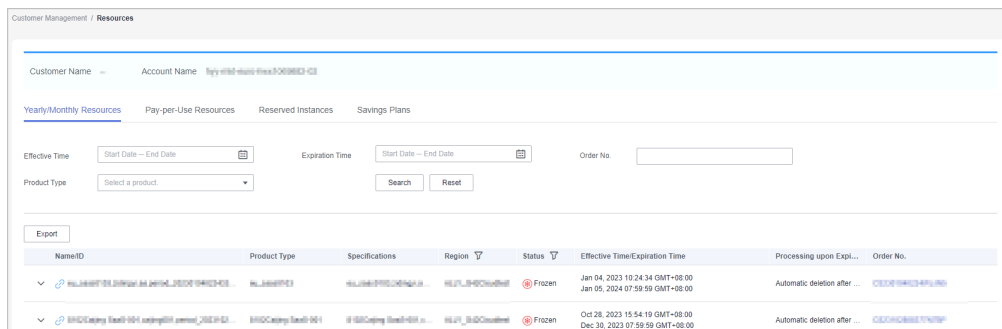 Customer Management / Resources
Customer Name -- Account Name
Yearly/Monthly Resources Pay-per-Use Resources Reserved Instances Savings Plans
Effective Time Start Date -- End Date Expiration Time Start Date -- End Date Order No.
Product Type Select a product Search Reset
Export
Name/ID Product Type Specifications Region Status Effective Time/Expiration Time Processing upon Expi... Order No.
Frozen Jan 04, 2023 10:24:34 GMT+08:00 Automatic deletion after ...
Jan 05, 2024 07:59:59 GMT+08:00
Frozen Oct 28, 2023 15:54:19 GMT+08:00 Automatic deletion after ...
Dec 30, 2023 07:59:59 GMT+08:00